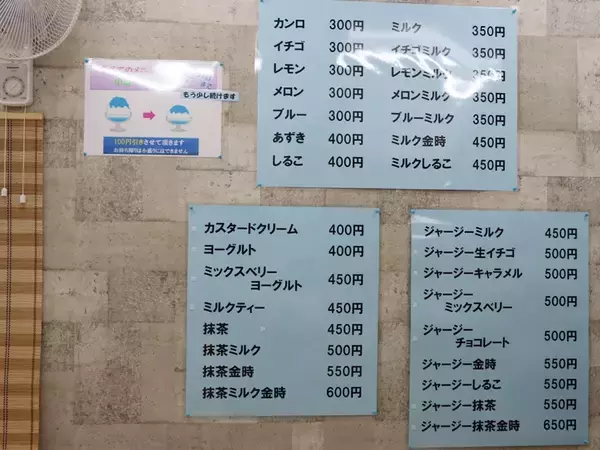 もう少し続けます
100円引きさせて頂きます
カンロ 300円 ミルク 350円
イチゴ 300円 イチゴミルク 350円
レモン 300円 レモンミルク 350円
メロン 300円 メロンミルク 350円
ブルー 300円 ブルーミルク 350円
あずき 400円 ミルク金時 450円
しるこ 400円 ミルクしるこ 450円
カスタードクリーム 400円
ヨーグルト 400円
ミックスベリー
ヨーグルト 450円
ミルクティー 450円
抹茶 450円
抹茶ミルク 500円
抹茶金時 550円
抹茶ミルク金時 600円
ジャージーミルク 450円
ジャージー生イチゴ 500円
ジャージーキャラメル 500円
ジャージー
ミックスベリー 500円
ジャージー
チョコレート 500円
ジャージー金時 550円
ジャージーしるこ 550円
ジャージー抹茶 550円
ジャージー抹茶金時 650円